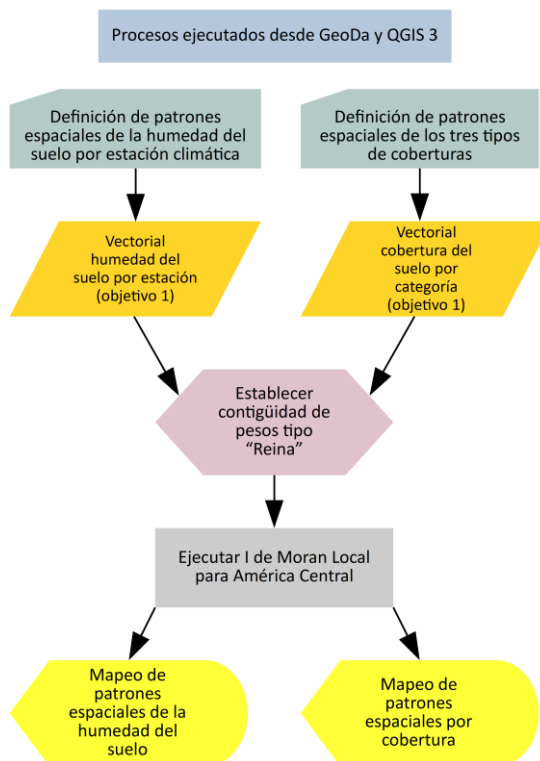 Procesos ejecutados desde GeoDa y QGIS 3
Definición de patrones
espaciales de la humedad del
suelo por estación climática
Definición de patrones
espaciales de los tres tipos
de coberturas
Vectorial
humedad del
suelo por estación
(objetivo 1)
Vectorial
cobertura del
suelo por
categoría
(objetivo 1)
Establecer
contigüidad de
pesos tipo
“Reina”
Ejecutar I de Moran Local
para América Central
Mapeo de
patrones
espaciales de la
humedad del
suelo
Mapeo de
patrones
espaciales por
cobertura